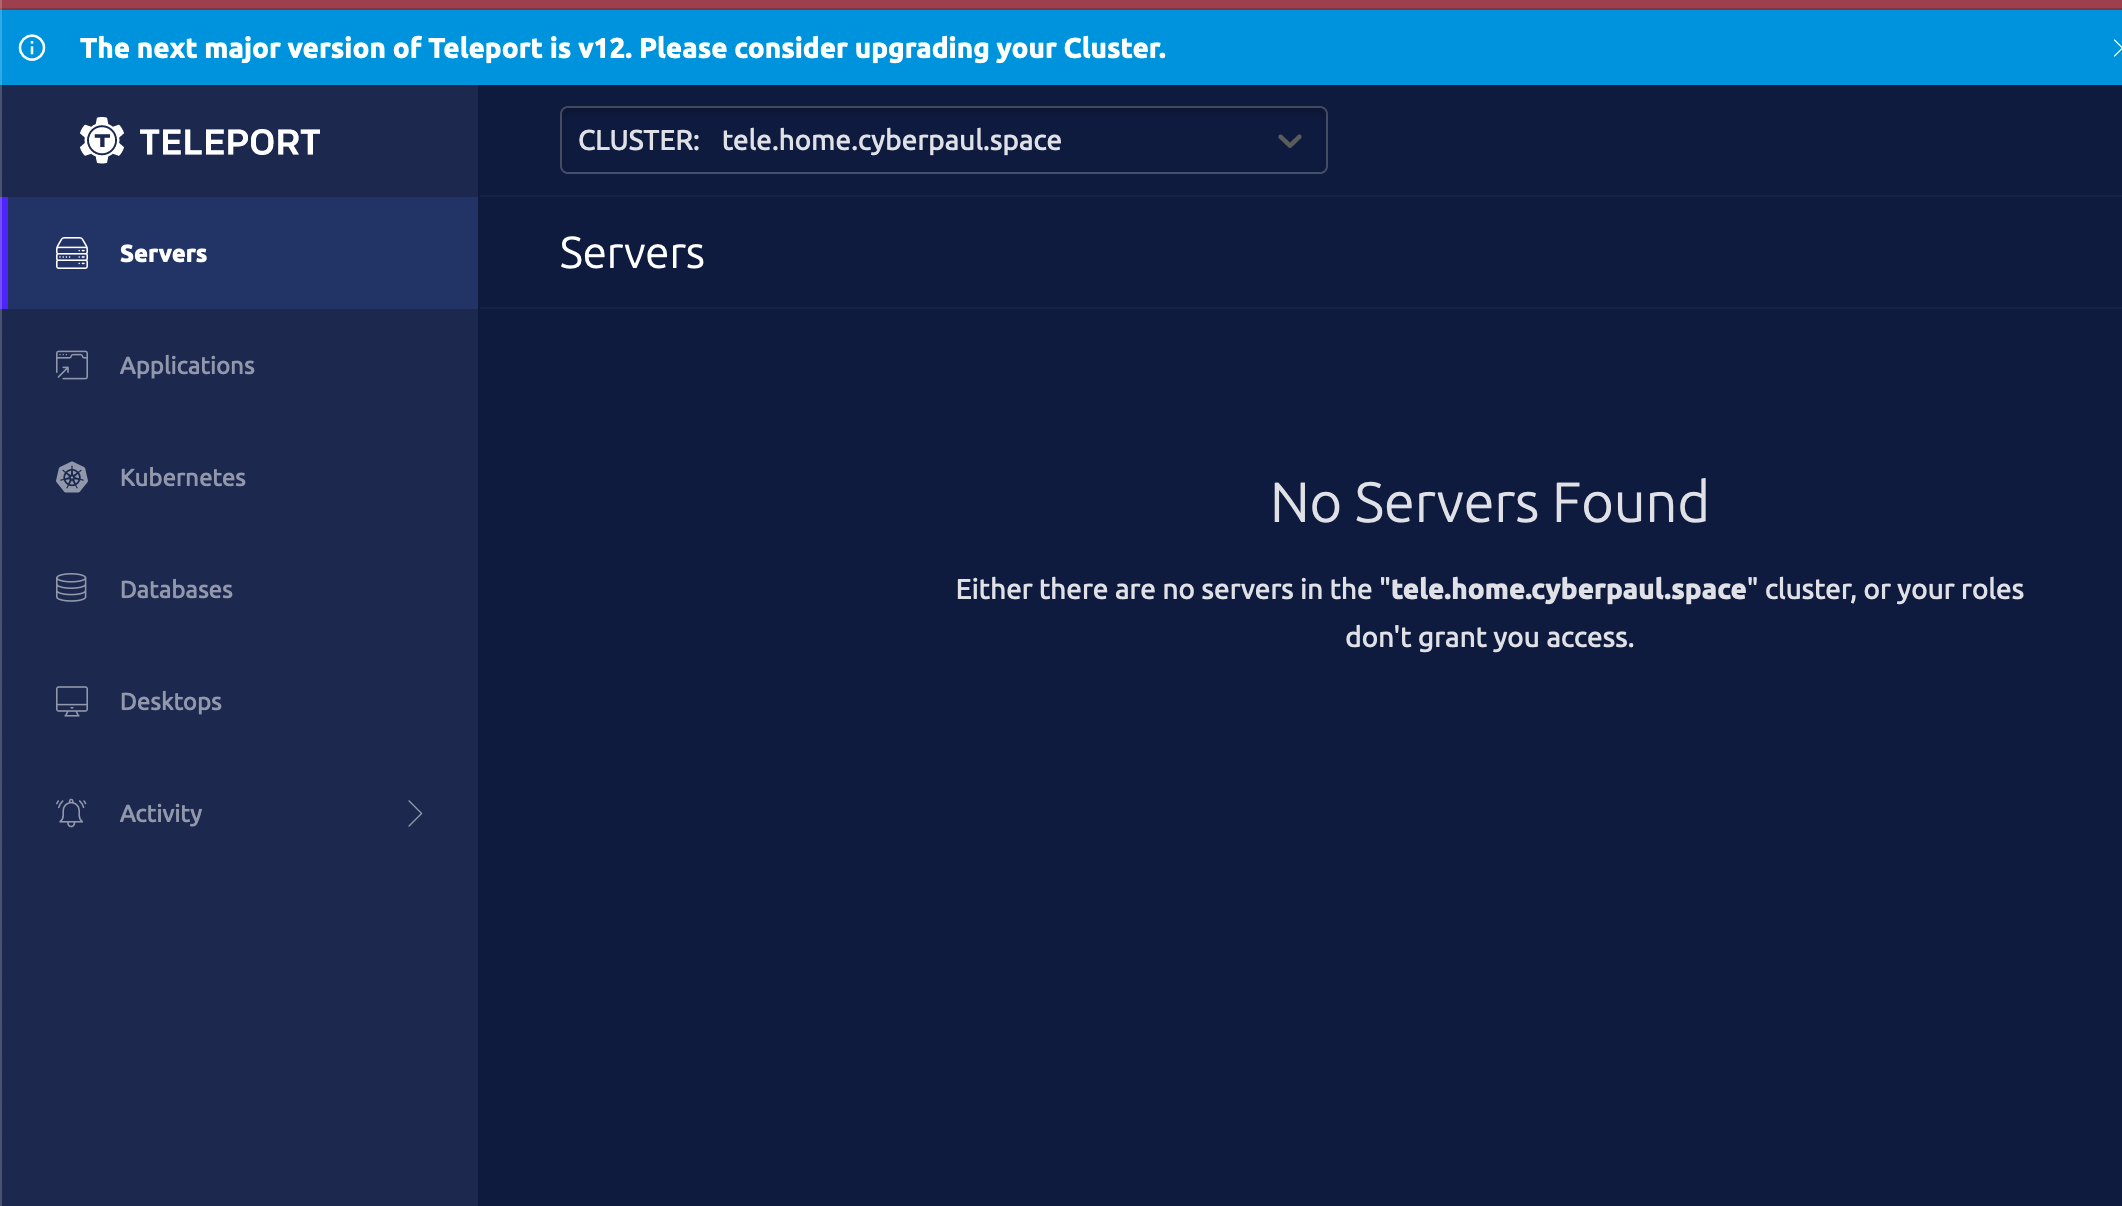 The next major version of Teleport is v12. Please consider upgrading your Cluster.
TELEPORT
CLUSTER: tele.home.cyberpaul.space
Servers
Servers
Applications
Kubernetes
Databases
Desktops
Activity
No Servers Found
Either there are no servers in the "tele.home.cyberpaul.space" cluster, or your roles
don't grant you access.